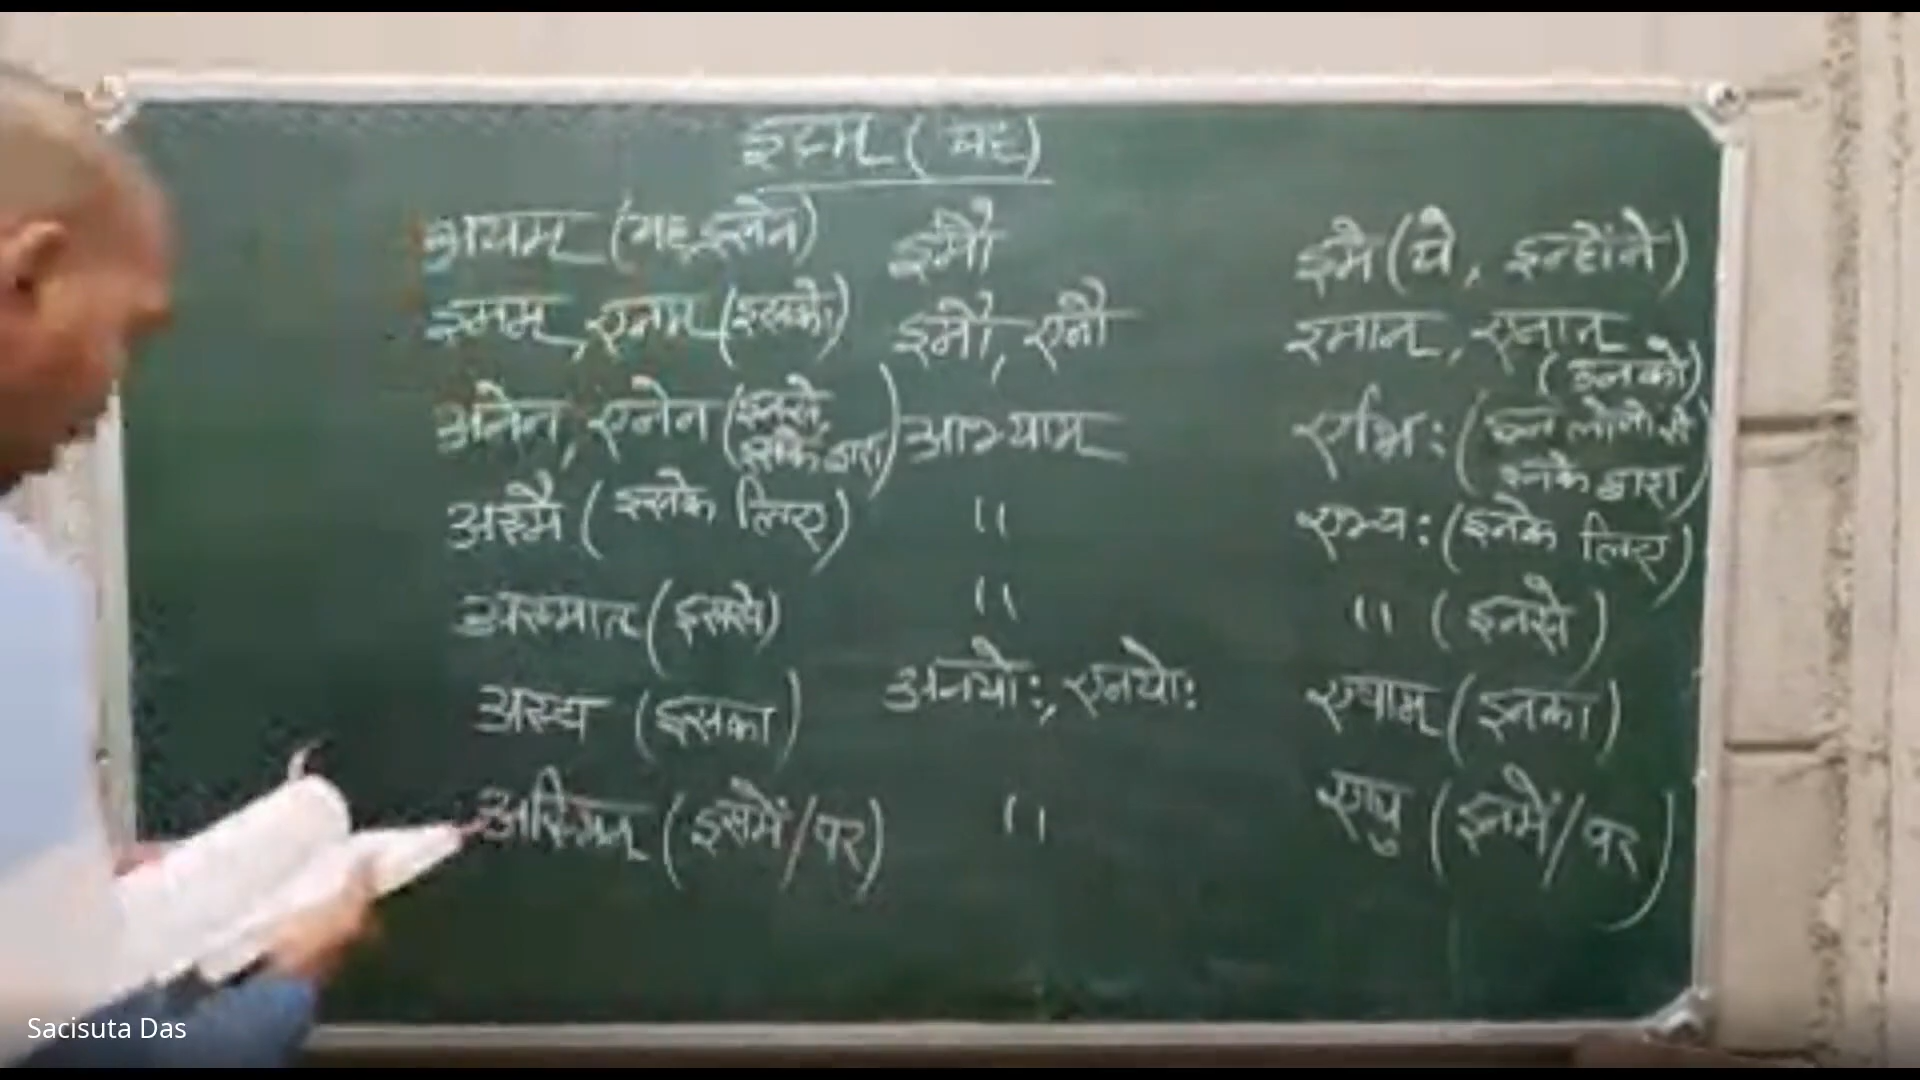 इदम् (यह)
अयम् (यह, इसने) इमौ इमे (ये, इन्होंने)
इमम्, एनम् (इसको) इमौ, एनौ इमान्, एनान्
(उनको)
अनेन, एनेन (इससे, इसके द्वारा) आभ्याम् एभिः ( लोगों से इनके द्वारा)
अस्मै (इसके लिए) " एभ्यः (इनके लिए)
अस्मात् (इससे) " " (इनसे)
अस्य (इसका) अनयोः, एनयोः एषाम् (इनका)
अस्मिन् (इसमें/पर) " एषु (इनमें/पर)
Sacisuta Das